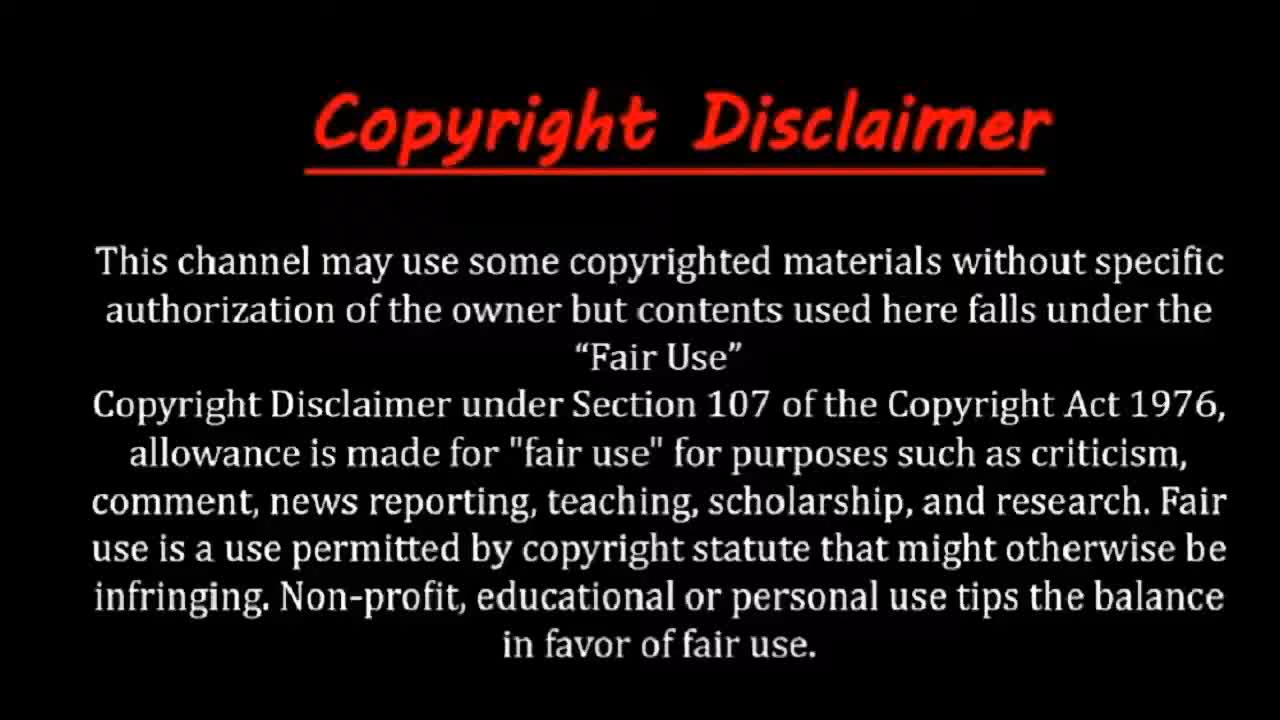 Copyright Disclaimer
This channel may use some copyrighted materials without specific
authorization of the owner but contents used here falls under the
“Fair Use”
Copyright Disclaimer under Section 107 of the Copyright Act 1976,
allowance is made for "fair use" for purposes such as criticism,
comment, news reporting, teaching, scholarship, and research. Fair
use is a use permitted by copyright statute that might otherwise be
infringing. Non-profit, educational or personal use tips the balance
in favor of fair use.